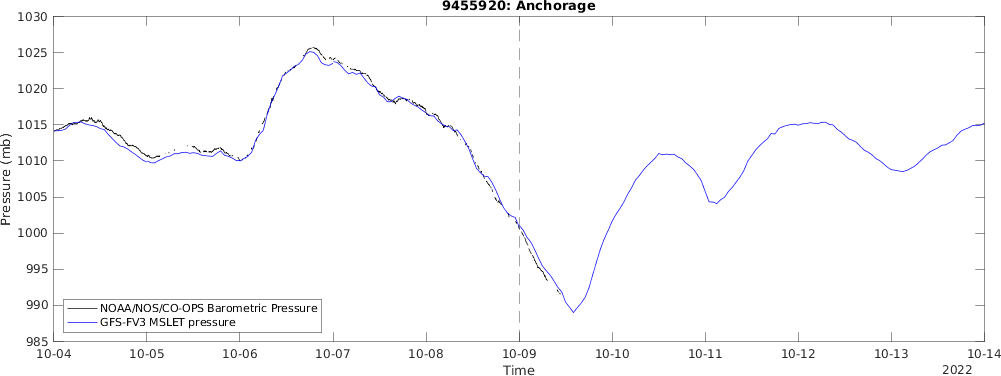 9455920: Anchorage
1030
1025
1020
1015
1010
1005
1000
995
990
985
Pressure (mb)
NOAA/NOS/CO-OPS Barometric Pressure
GFS-FV3 MSLET pressure
10-04 10-05 10-06 10-07 10-08 10-09 10-10 10-11 10-12 10-13 10-14
Time
2022